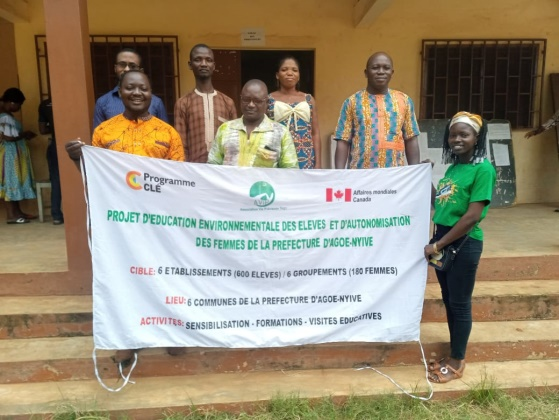 Programme
CLÉ
Affaires mondiales
Canada
PROJET D'EDUCATION ENVIRONNEMENTALE DES ELEVES ET D'AUTONOMISATION
DES FEMMES DE LA PREFECTURE D'AGOE-NYIVE
CIBLE: 6 ETABLISSEMENTS (600 ELEVES) / 6 GROUPEMENTS (180 FEMMES)
LIEU: 6 COMMUNES DE LA PREFECTURE D'AGOE-NYIVE
ACTIVITES: SENSIBILISATION - FORMATIONS - VISITES EDUCATIVES